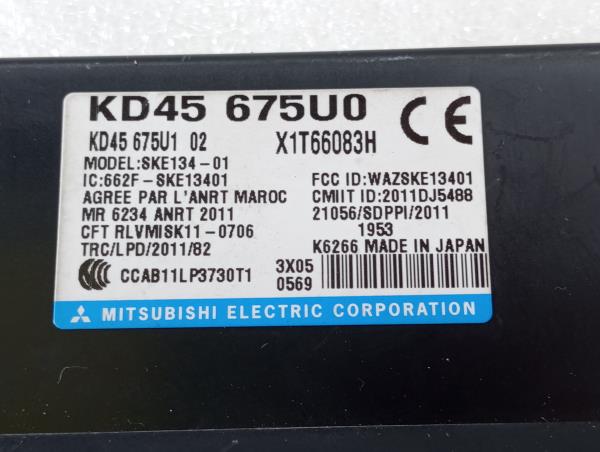 KD45 675U0
KD45 675U1 02 X1T66083H
MODEL:SKE134-01
IC:662F-SKE13401 FCC ID:WAZSKE13401
AGREE PAR L'ANRT MAROC CMIIT ID:2011DJ5488
MR 6234 ANRT 2011 21056/SDPPI/2011
CFT RLVMISK11-0706 1953
TRC/LPD/2011/82 K6266 MADE IN JAPAN
CCAB11LP3730T1 3X05
0569
MITSUBISHI ELECTRIC CORPORATION